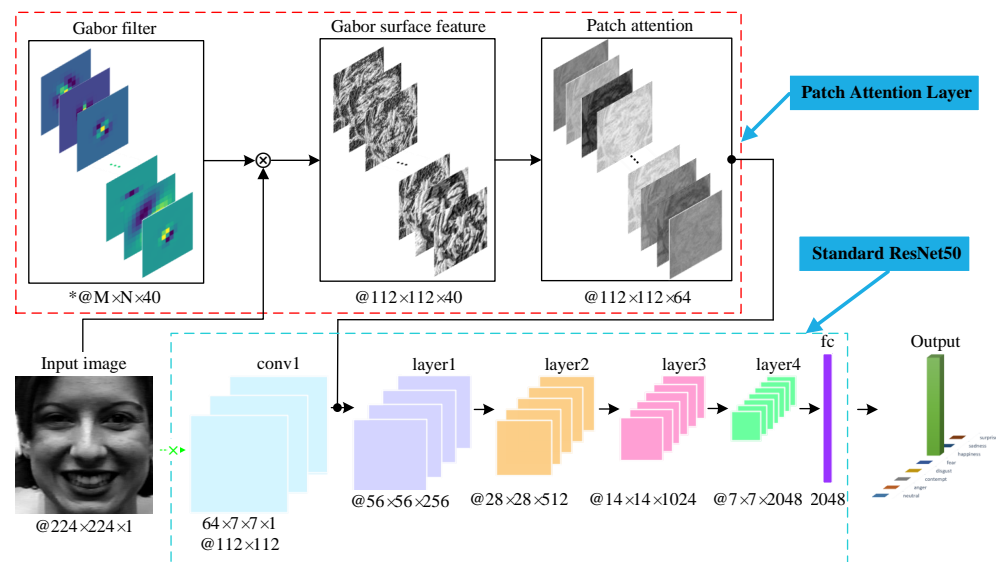 Gabor filter
Gabor surface feature
Patch attention
Patch Attention Layer
*@M×N×40
@112×112×40
@112×112×64
Standard ResNet50
Input image
conv1
layer1
layer2
layer3
layer4
fc
Output
@224×224×1
64×7×7×1
@112×112
@56×56×256
@28×28×512
@14×14×1024
@7×7×2048
2048
surprise
sadness
happiness
fear
disgust
contempt
anger
neutral